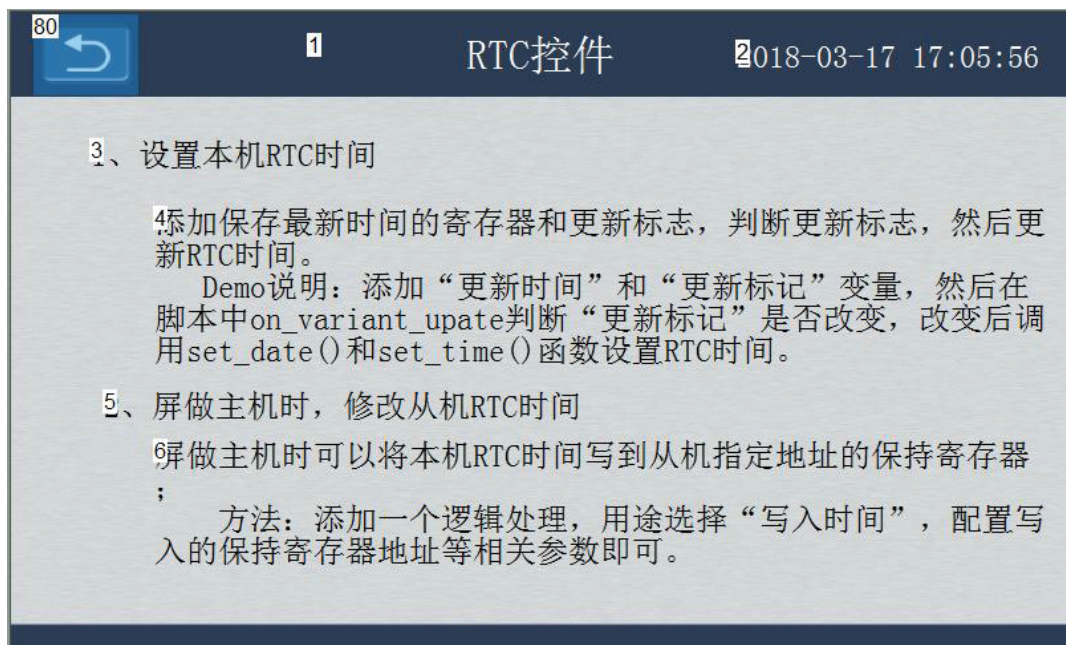 80
1
RTC控件
2
2018-03-17 17:05:56
3、设置本机RTC时间
4
添加保存最新时间的寄存器和更新标志，判断更新标志，然后更
新RTC时间。
Demo说明：添加“更新时间”和“更新标记”变量，然后在
脚本中on_variant_upate判断“更新标记”是否改变，改变后调
用set_date()和set_time()函数设置RTC时间。
5、屏做主机时，修改从机RTC时间
6
屏做主机时可以将本机RTC时间写到从机指定地址的保持寄存器
；
方法：添加一个逻辑处理，用途选择“写入时间”，配置写
入的保持寄存器地址等相关参数即可。